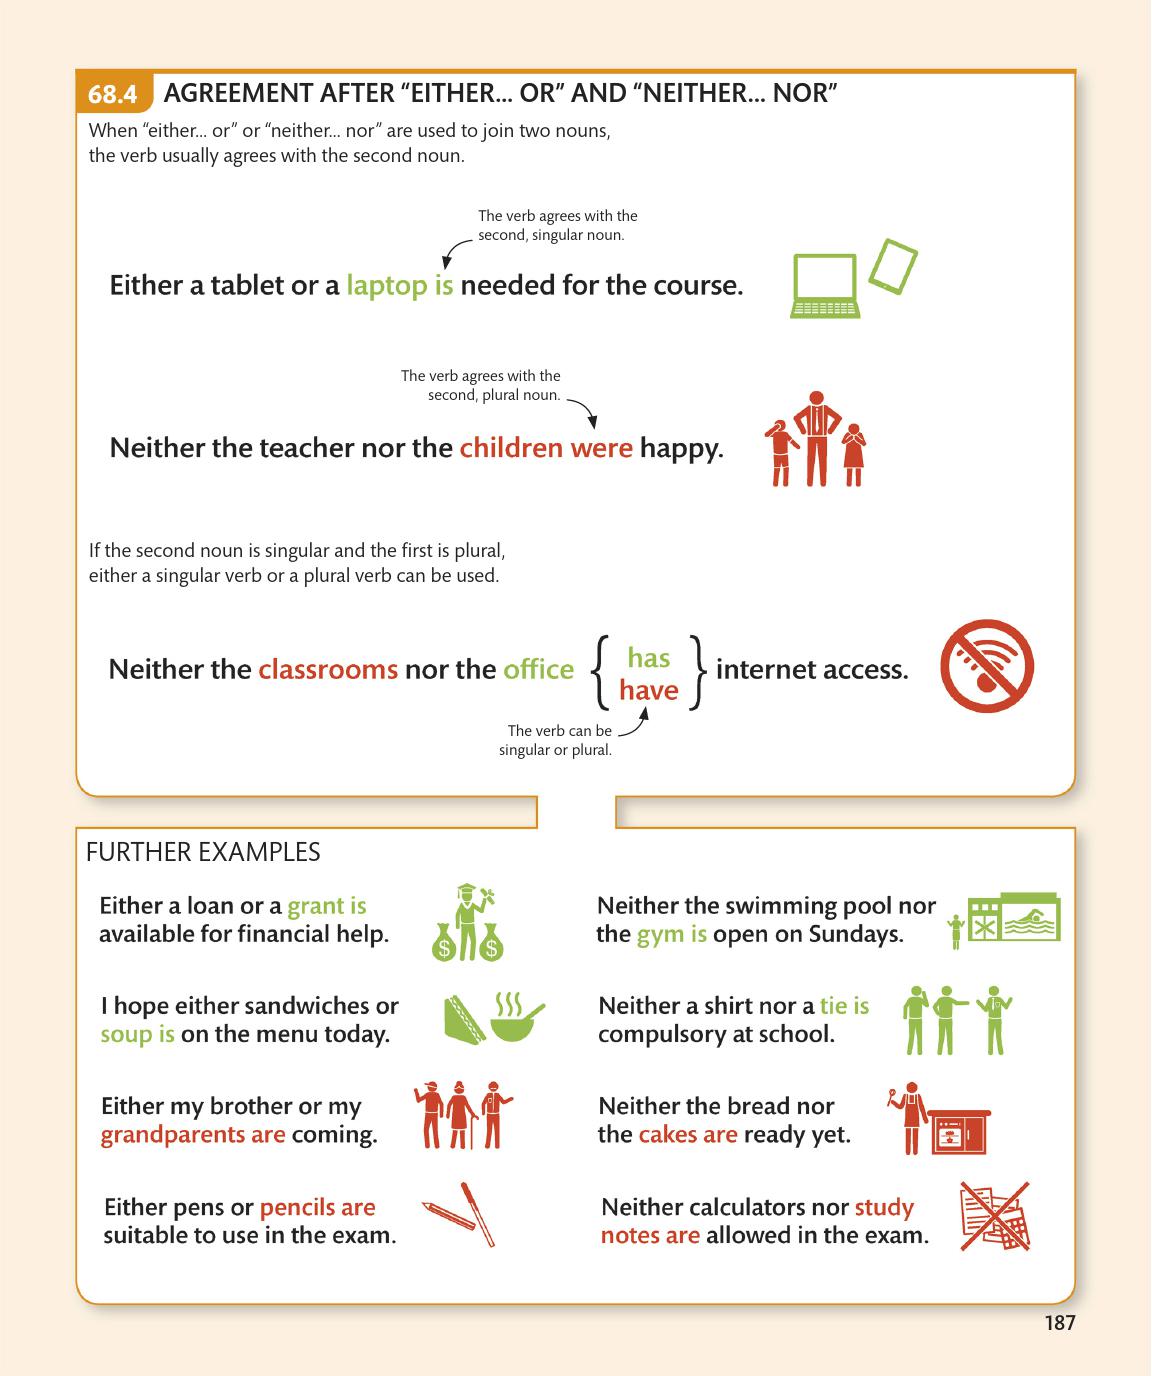 68.4 AGREEMENT AFTER “EITHER... OR” AND “NEITHER... NOR”
When “either... or” or “neither... nor” are used to join two nouns,
the verb usually agrees with the second noun.
The verb agrees with the
second, singular noun.
Either a tablet or a laptop is needed for the course.
The verb agrees with the
second, plural noun.
Neither the teacher nor the children were happy.
If the second noun is singular and the first is plural,
either a singular verb or a plural verb can be used.
Neither the classrooms nor the office { has
have } internet access.
The verb can be
singular or plural.
FURTHER EXAMPLES
Either a loan or a grant is
available for financial help.
I hope either sandwiches or
soup is on the menu today.
Either my brother or my
grandparents are coming.
Either pens or pencils are
suitable to use in the exam.
Neither the swimming pool nor
the gym is open on Sundays.
Neither a shirt nor a tie is
compulsory at school.
Neither the bread nor
the cakes are ready yet.
Neither calculators nor study
notes are allowed in the exam.
187